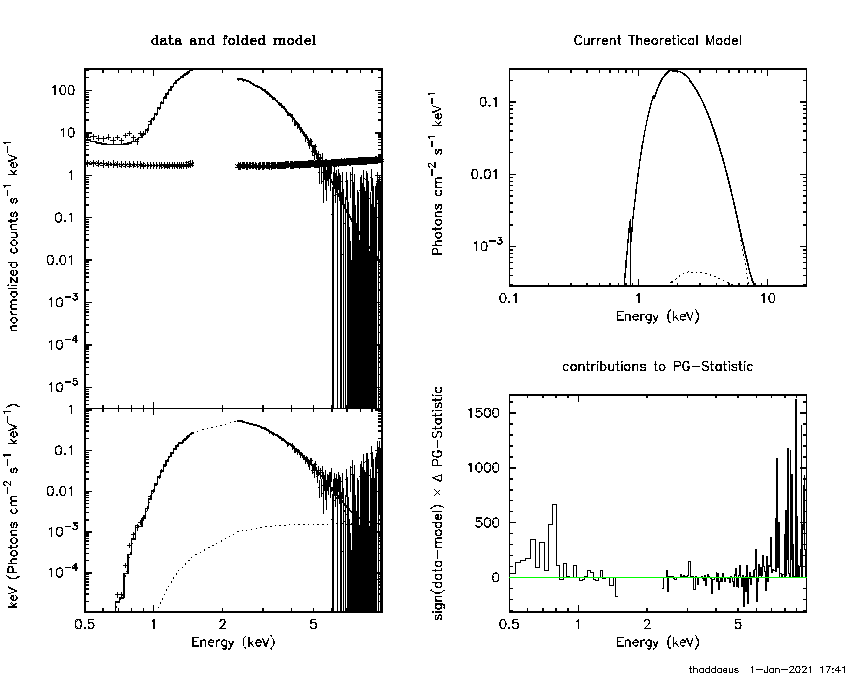 data and folded model
normalized counts s⁻¹ keV⁻¹
100
10
1
0.1
0.01
10⁻³
10⁻⁴
10⁻⁵
keV (Photons cm⁻² s⁻¹ keV⁻¹)
1
0.1
0.01
10⁻³
10⁻⁴
0.5 1 2 5
Energy (keV)
Current Theoretical Model
Photons cm⁻² s⁻¹ keV⁻¹
0.1
0.01
10⁻³
0.1 1 10
Energy (keV)
contributions to PG-Statistic
sign(data-model) × Δ PG-Statistic
1500
1000
500
0
0.5 1 2 5
Energy (keV)
thaddaeus 1-Jan-2021 17:41